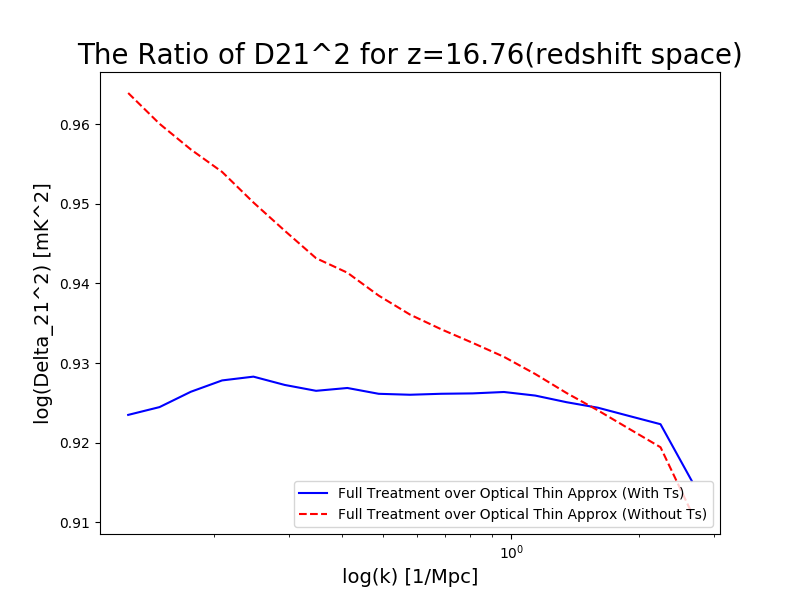 The Ratio of D21^2 for z=16.76(redshift space)
log(Delta_21^2) [mK^2]
0.96
0.95
0.94
0.93
0.92
0.91
Full Treatment over Optical Thin Approx (With Ts)
Full Treatment over Optical Thin Approx (Without Ts)
10^0
log(k) [1/Mpc]